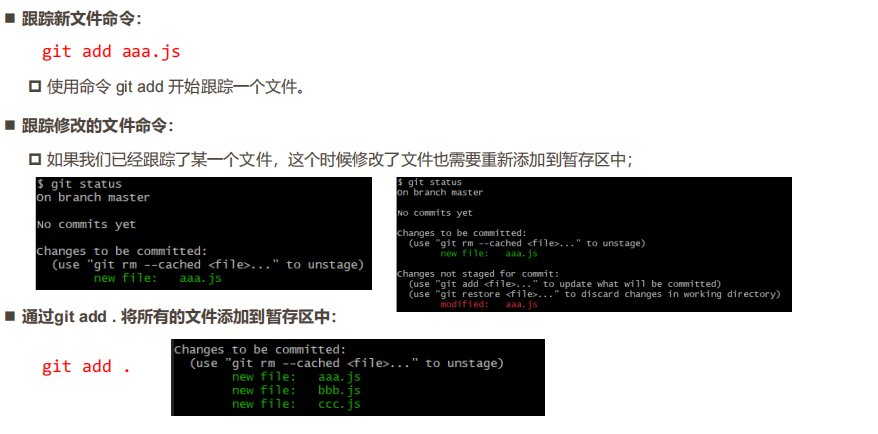 跟踪新文件命令：
git add aaa.js
使用命令 git add 开始跟踪一个文件。
跟踪修改的文件命令：
如果我们已经跟踪了某一个文件，这个时候修改了文件也需要重新添加到暂存区中；
$ git status
On branch master
No commits yet
Changes to be committed:
(use "git rm --cached <file>..." to unstage)
new file:   aaa.js
$ git status
On branch master
No commits yet
Changes to be committed:
(use "git rm --cached <file>..." to unstage)
new file:   aaa.js
Changes not staged for commit:
(use "git add <file>..." to update what will be committed)
(use "git restore <file>..." to discard changes in working directory)
modified:   aaa.js
通过git add . 将所有的文件添加到暂存区中：
git add .
Changes to be committed:
(use "git rm --cached <file>..." to unstage)
new file:   aaa.js
new file:   bbb.js
new file:   ccc.js